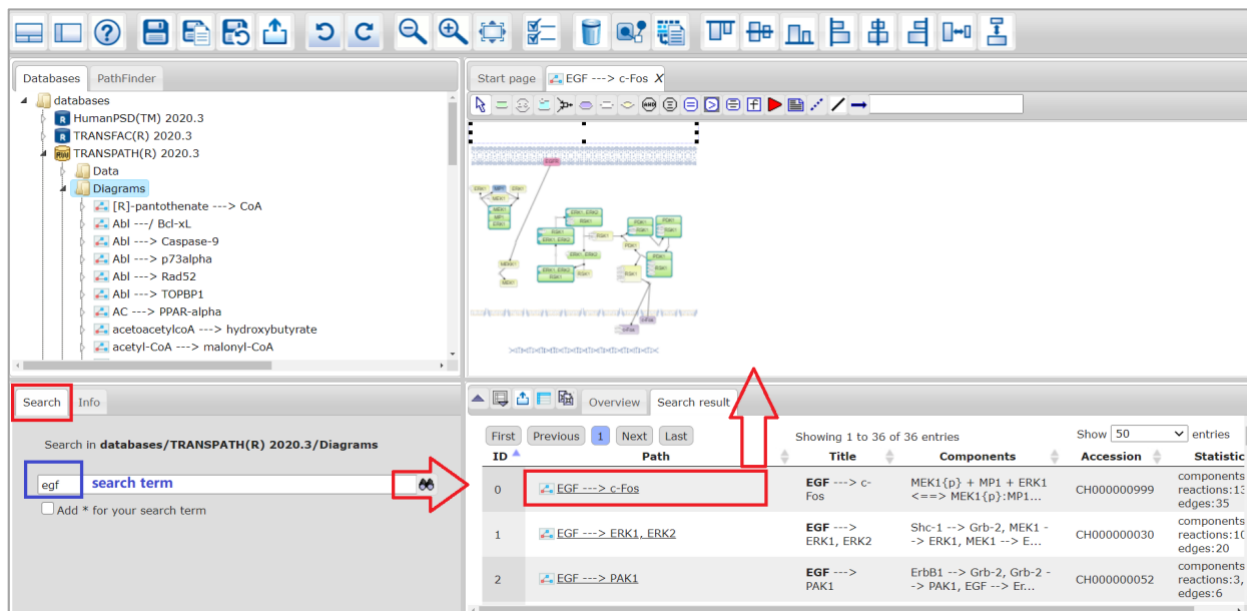 Databases PathFinder
databases
HumanPSD(TM) 2020.3
TRANSFAC(R) 2020.3
TRANSPATH(R) 2020.3
Data
Diagrams
[R]-pantothenate ---> CoA
Abl ---/ Bcl-xL
Abl ---> Caspase-9
Abl ---> p73alpha
Abl ---> Rad52
Abl ---> TOPBP1
AC ---> PPAR-alpha
acetoacetylcoA ---> hydroxybutyrate
acetyl-CoA ---> malonyl-CoA
Start page EGF ---> c-Fos X
AND
Search Info
Search in databases/TRANSPATH(R) 2020.3/Diagrams
egf search term
Add * for your search term
Overview Search result
First Previous 1 Next Last Showing 1 to 36 of 36 entries Show 50 entries
ID Path Title Components Accession Statistic
0 EGF ---> c-Fos
EGF ---> c-
Fos
MEK1{p} + MP1 + ERK1
<==> MEK1{p}:MP1...
CH000000999
components
reactions:13
edges:35
1 EGF ---> ERK1, ERK2
EGF --->
ERK1, ERK2
Shc-1 --> Grb-2, MEK1 -
-> ERK1, MEK1 --> E...
CH000000030
components
reactions:10
edges:20
2 EGF ---> PAK1
EGF --->
PAK1
ErbB1 --> Grb-2, Grb-2 -
-> PAK1, EGF --> Er...
CH000000052
components
reactions:3,
edges:6